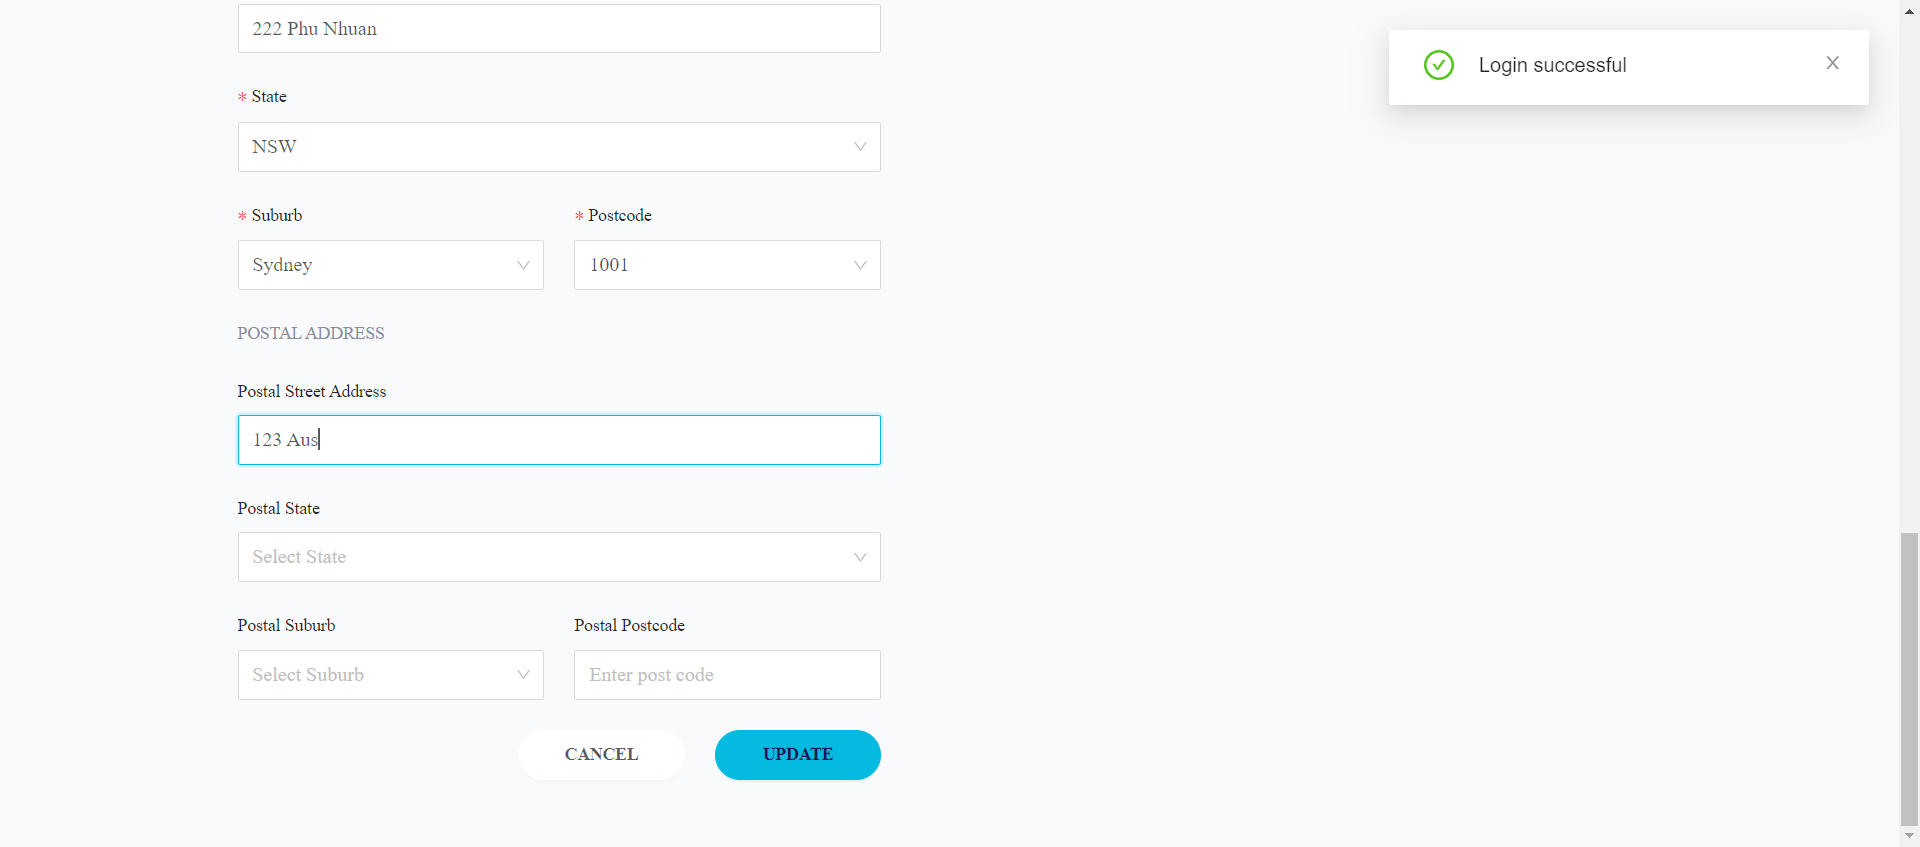 222 Phu Nhuan
Login successful
* State
NSW
* Suburb
* Postcode
Sydney
1001
POSTAL ADDRESS
Postal Street Address
123 Aus
Postal State
Select State
Postal Suburb
Postal Postcode
Select Suburb
Enter post code
CANCEL
UPDATE